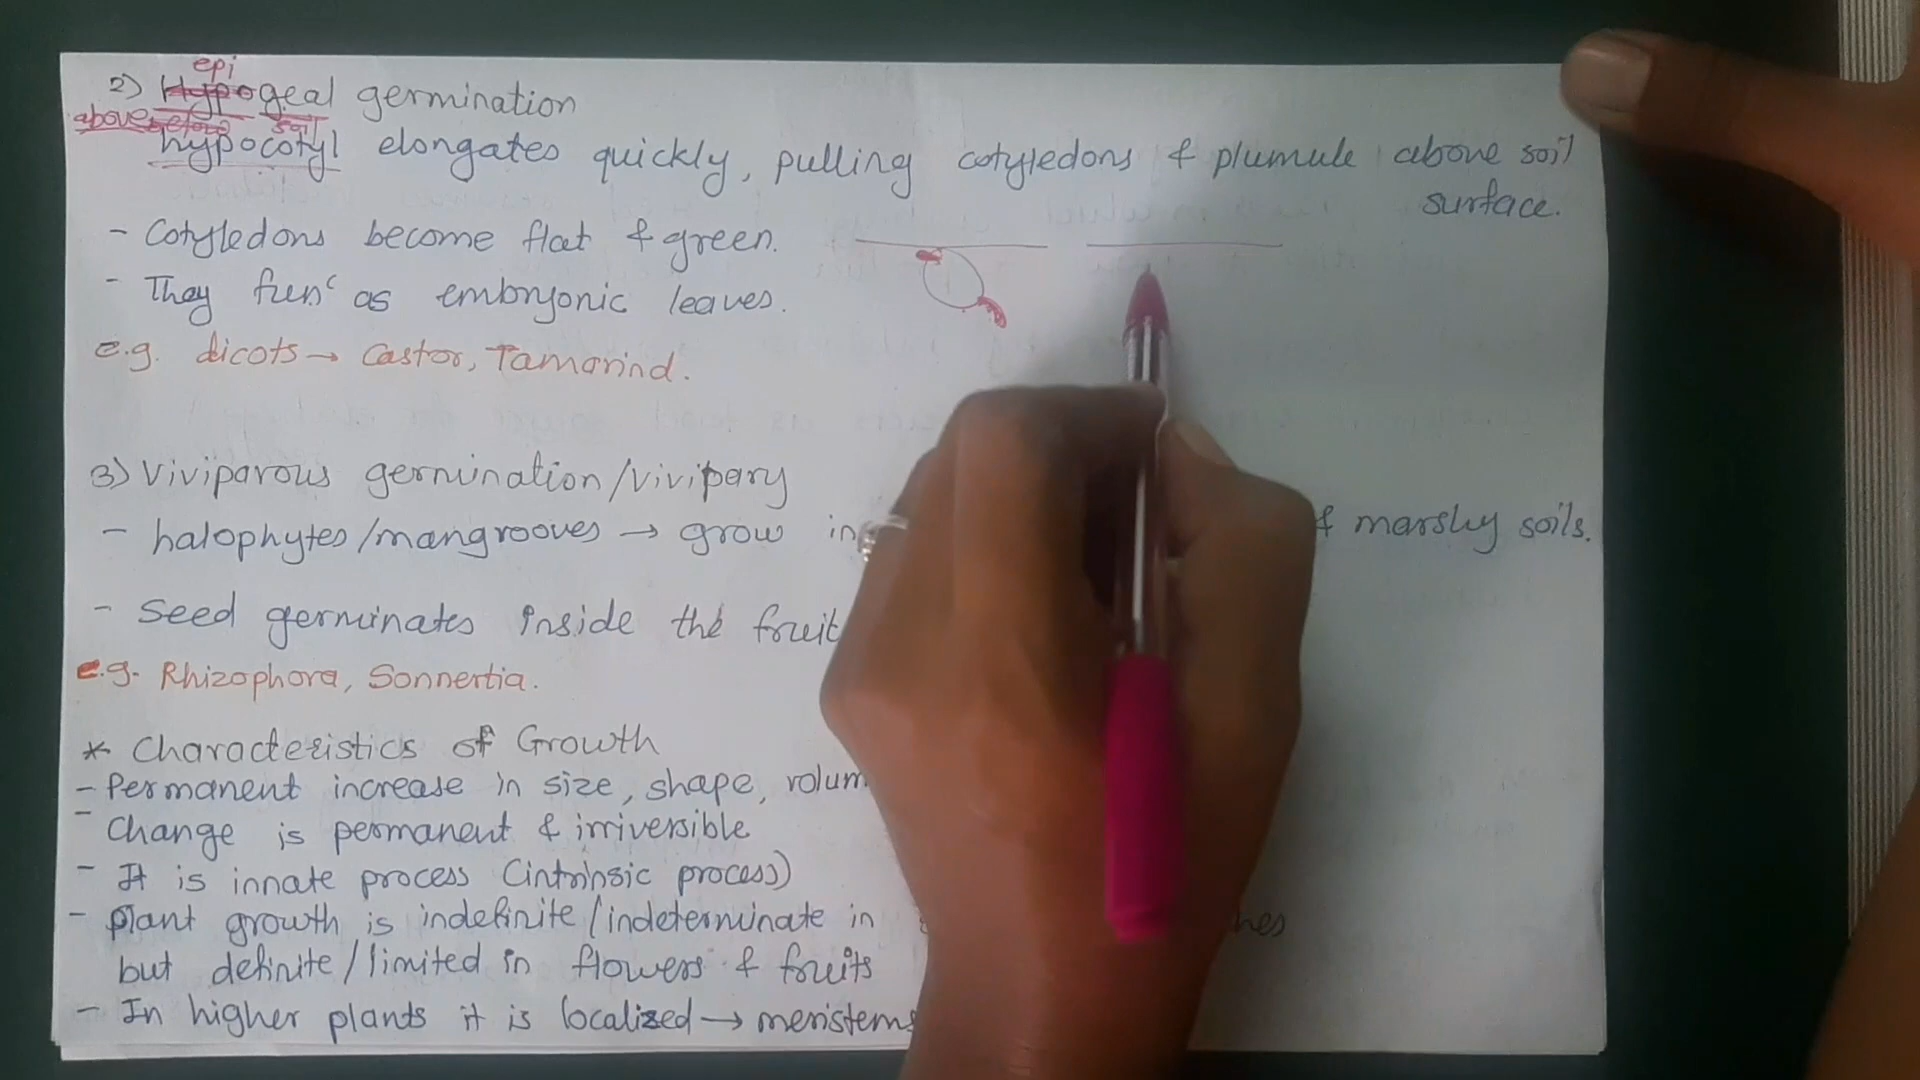 epi
2) Hypogeal germination
above before soil
hypocotyl elongates quickly, pulling cotyledons & plumule above soil
surface.
- Cotyledons become flat & green.
- They funᶜ as embryonic leaves.
e.g. dicots → Castor, Tamarind.
3) Viviparous germination/vivipary
- halophytes/mangrooves → grow in & marshy soils.
- Seed germinates inside the fruit
e.g. Rhizophora, Sonnertia.
* Characteristics of Growth
- Permanent increase in size, shape, volum
- Change is permanent & irriversible
- It is innate process (intrinsic process)
- plant growth is indefinite/indeterminate in hes
but definite/limited in flowers & fruits
- In higher plants it is localized → meristems